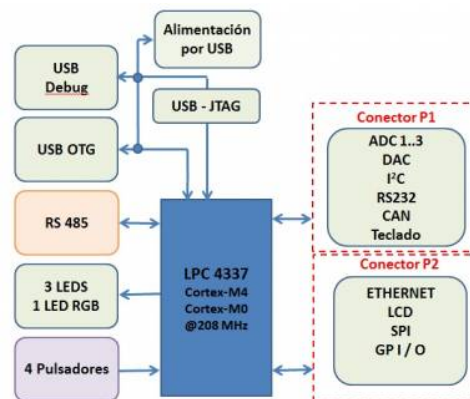 Alimentación
por USB
USB
Debug
USB - JTAG
USB OTG
RS 485
3 LEDS
1 LED RGB
4 Pulsadores
LPC 4337
Cortex-M4
Cortex-M0
@208 MHz
Conector P1
ADC 1..3
DAC
I²C
RS232
CAN
Teclado
Conector P2
ETHERNET
LCD
SPI
GP I / O